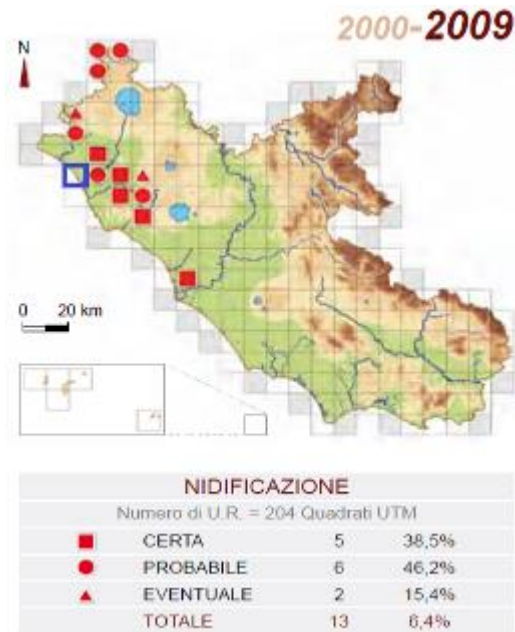 2000-2009
N
0 20 km
NIDIFICAZIONE
Numero di U.R. = 204 Quadrati UTM
CERTA 5 38,5%
PROBABILE 6 46,2%
EVENTUALE 2 15,4%
TOTALE 13 6,4%